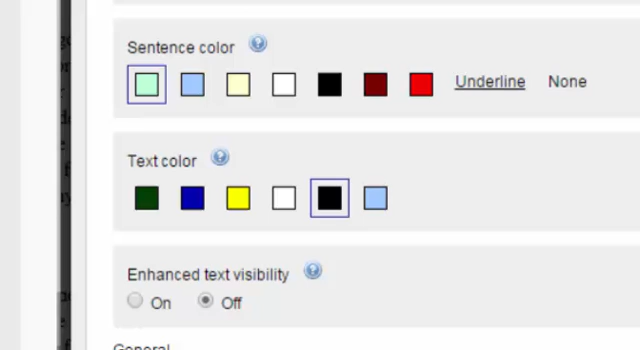 Sentence color
Underline None
Text color
Enhanced text visibility
On Off
General